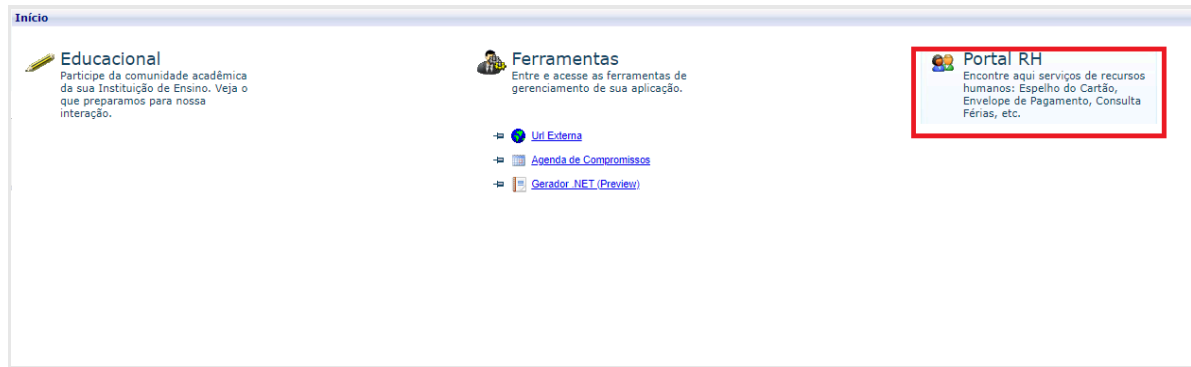 Início
Educacional
Participe da comunidade acadêmica
da sua Instituição de Ensino. Veja o
que preparamos para nossa
interação.
Ferramentas
Entre e acesse as ferramentas de
gerenciamento de sua aplicação.
Url Externa
Agenda de Compromissos
Gerador .NET (Preview)
Portal RH
Encontre aqui serviços de recursos
humanos: Espelho do Cartão,
Envelope de Pagamento, Consulta
Férias, etc.